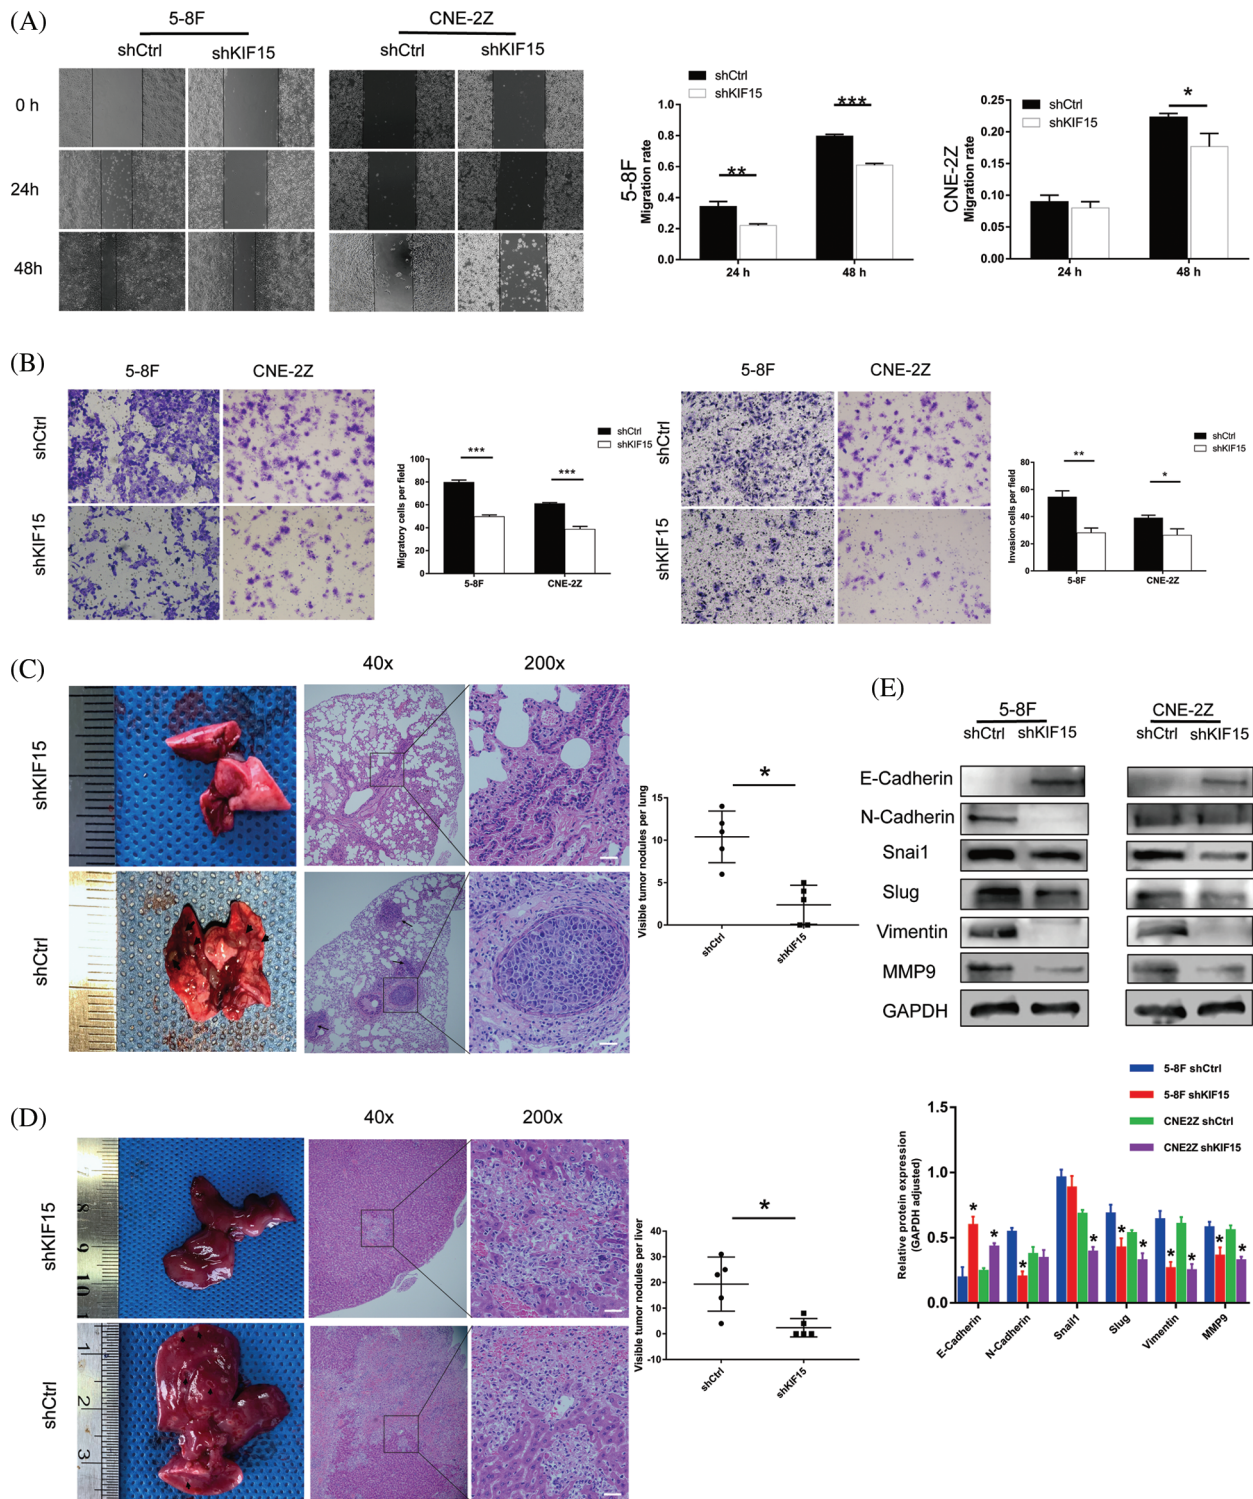 (A)
5-8F
CNE-2Z
shCtrl
shKIF15
shCtrl
shKIF15
0 h
24h
48h
shCtrl
shKIF15
5-8F
Migration rate
1.0
0.8
0.6
0.4
0.2
0.0
**
***
24 h
48 h
shCtrl
shKIF15
CNE-2Z
Migration rate
0.25
0.20
0.15
0.10
0.05
0.00
*
24 h
48 h
(B)
5-8F
CNE-2Z
shCtrl
shKIF15
shCtrl
shKIF15
Migratory cells per field
100
80
60
40
20
0
***
***
5-8F
CNE-2Z
5-8F
CNE-2Z
shCtrl
shKIF15
shCtrl
shKIF15
Invasion cells per field
80
60
40
20
0
**
*
5-8F
CNE-2Z
(C)
40x
200x
shKIF15
shCtrl
Visible tumor nodules per lung
15
10
5
0
*
shCtrl
shKIF15
(D)
40x
200x
shKIF15
8
9
10
shCtrl
1
2
3
Visible tumor nodules per liver
40
30
20
10
0
-10
*
shCtrl
shKIF15
(E)
5-8F
CNE-2Z
shCtrl
shKIF15
shCtrl
shKIF15
E-Cadherin
N-Cadherin
Snai1
Slug
Vimentin
MMP9
GAPDH
5-8F shCtrl
5-8F shKIF15
CNE2Z shCtrl
CNE2Z shKIF15
Relative protein expression
(GAPDH adjusted)
1.5
1.0
0.5
0.0
* * * * * * * * * *
E-Cadherin
N-Cadherin
Snail1
Slug
Vimentin
MMP9